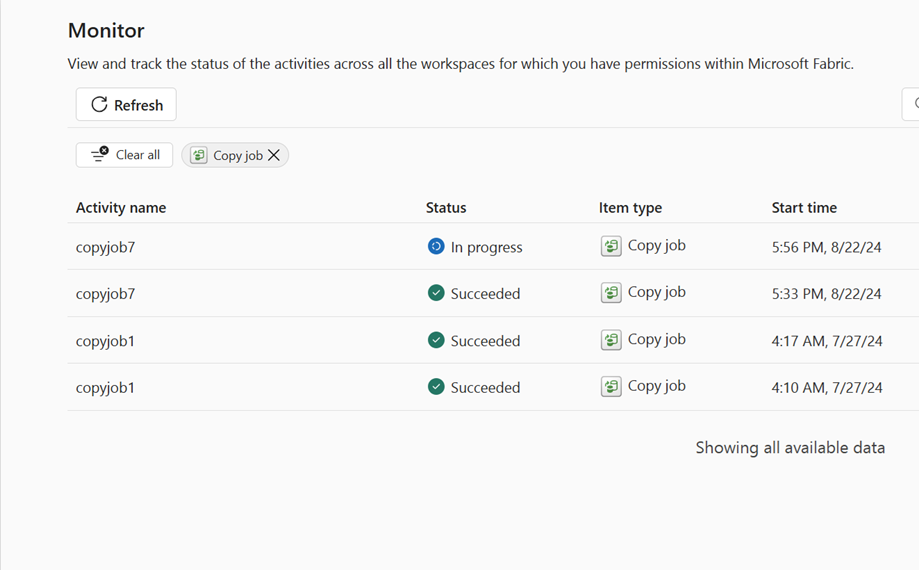 Monitor
View and track the status of the activities across all the workspaces for which you have permissions within Microsoft Fabric.
Refresh
Clear all Copy job
Activity name Status Item type Start time
copyjob7 In progress Copy job 5:56 PM, 8/22/24
copyjob7 Succeeded Copy job 5:33 PM, 8/22/24
copyjob1 Succeeded Copy job 4:17 AM, 7/27/24
copyjob1 Succeeded Copy job 4:10 AM, 7/27/24
Showing all available data